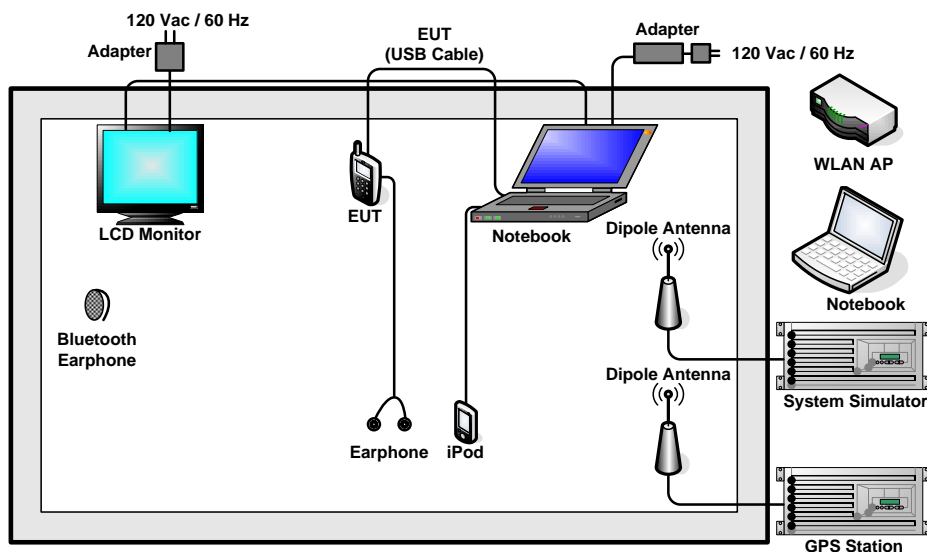 120 Vac / 60 Hz
Adapter
EUT
(USB Cable)
Adapter
120 Vac / 60 Hz
WLAN AP
EUT
LCD Monitor
Notebook
Dipole Antenna
Notebook
Bluetooth
Earphone
Dipole Antenna
System Simulator
Earphone
iPod
GPS Station